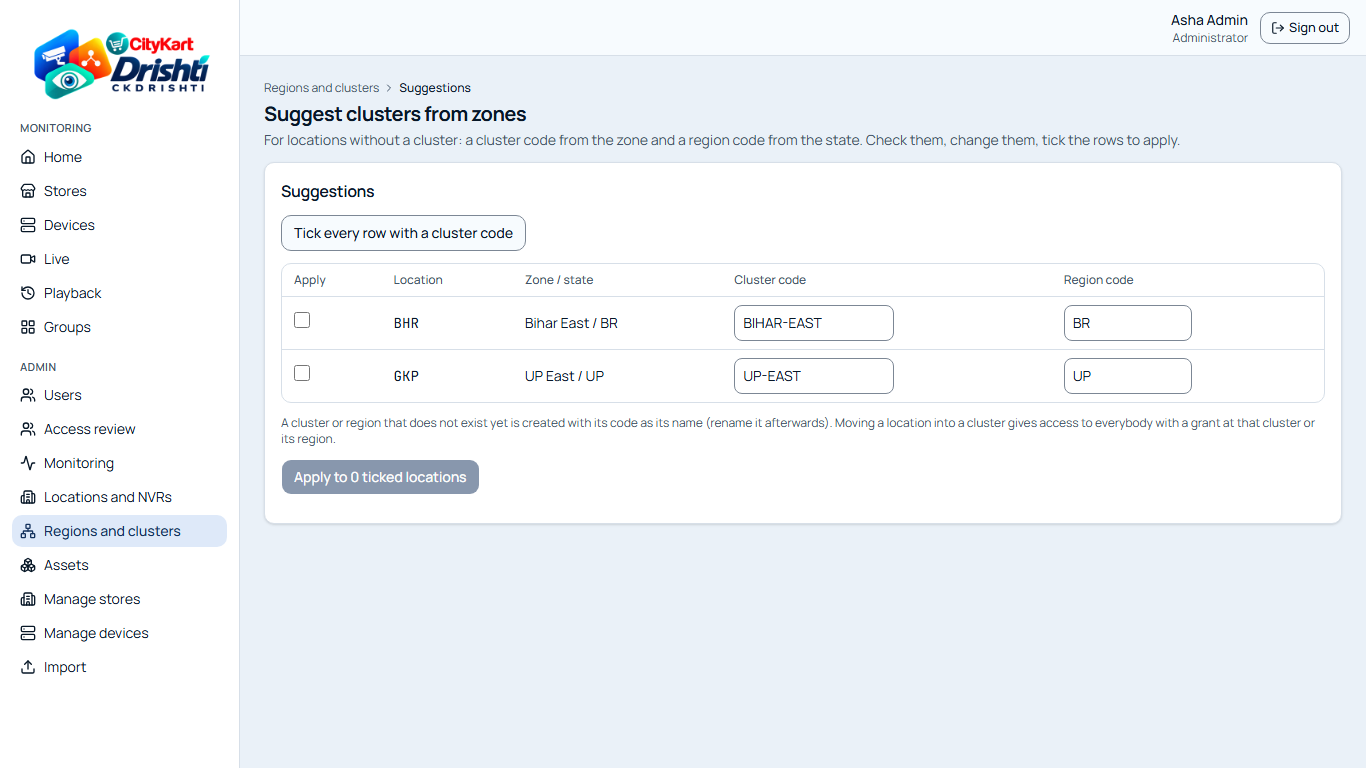 CityKart
Drishti
CKDRISHTI
Asha Admin
Administrator
Sign out
MONITORING
Home
Stores
Devices
Live
Playback
Groups
ADMIN
Users
Access review
Monitoring
Locations and NVRs
Regions and clusters
Assets
Manage stores
Manage devices
Import
Regions and clusters > Suggestions
Suggest clusters from zones
For locations without a cluster: a cluster code from the zone and a region code from the state. Check them, change them, tick the rows to apply.
Suggestions
Tick every row with a cluster code
Apply Location Zone / state Cluster code Region code
BHR Bihar East / BR BIHAR-EAST BR
GKP UP East / UP UP-EAST UP
A cluster or region that does not exist yet is created with its code as its name (rename it afterwards). Moving a location into a cluster gives access to everybody with a grant at that cluster or
its region.
Apply to 0 ticked locations